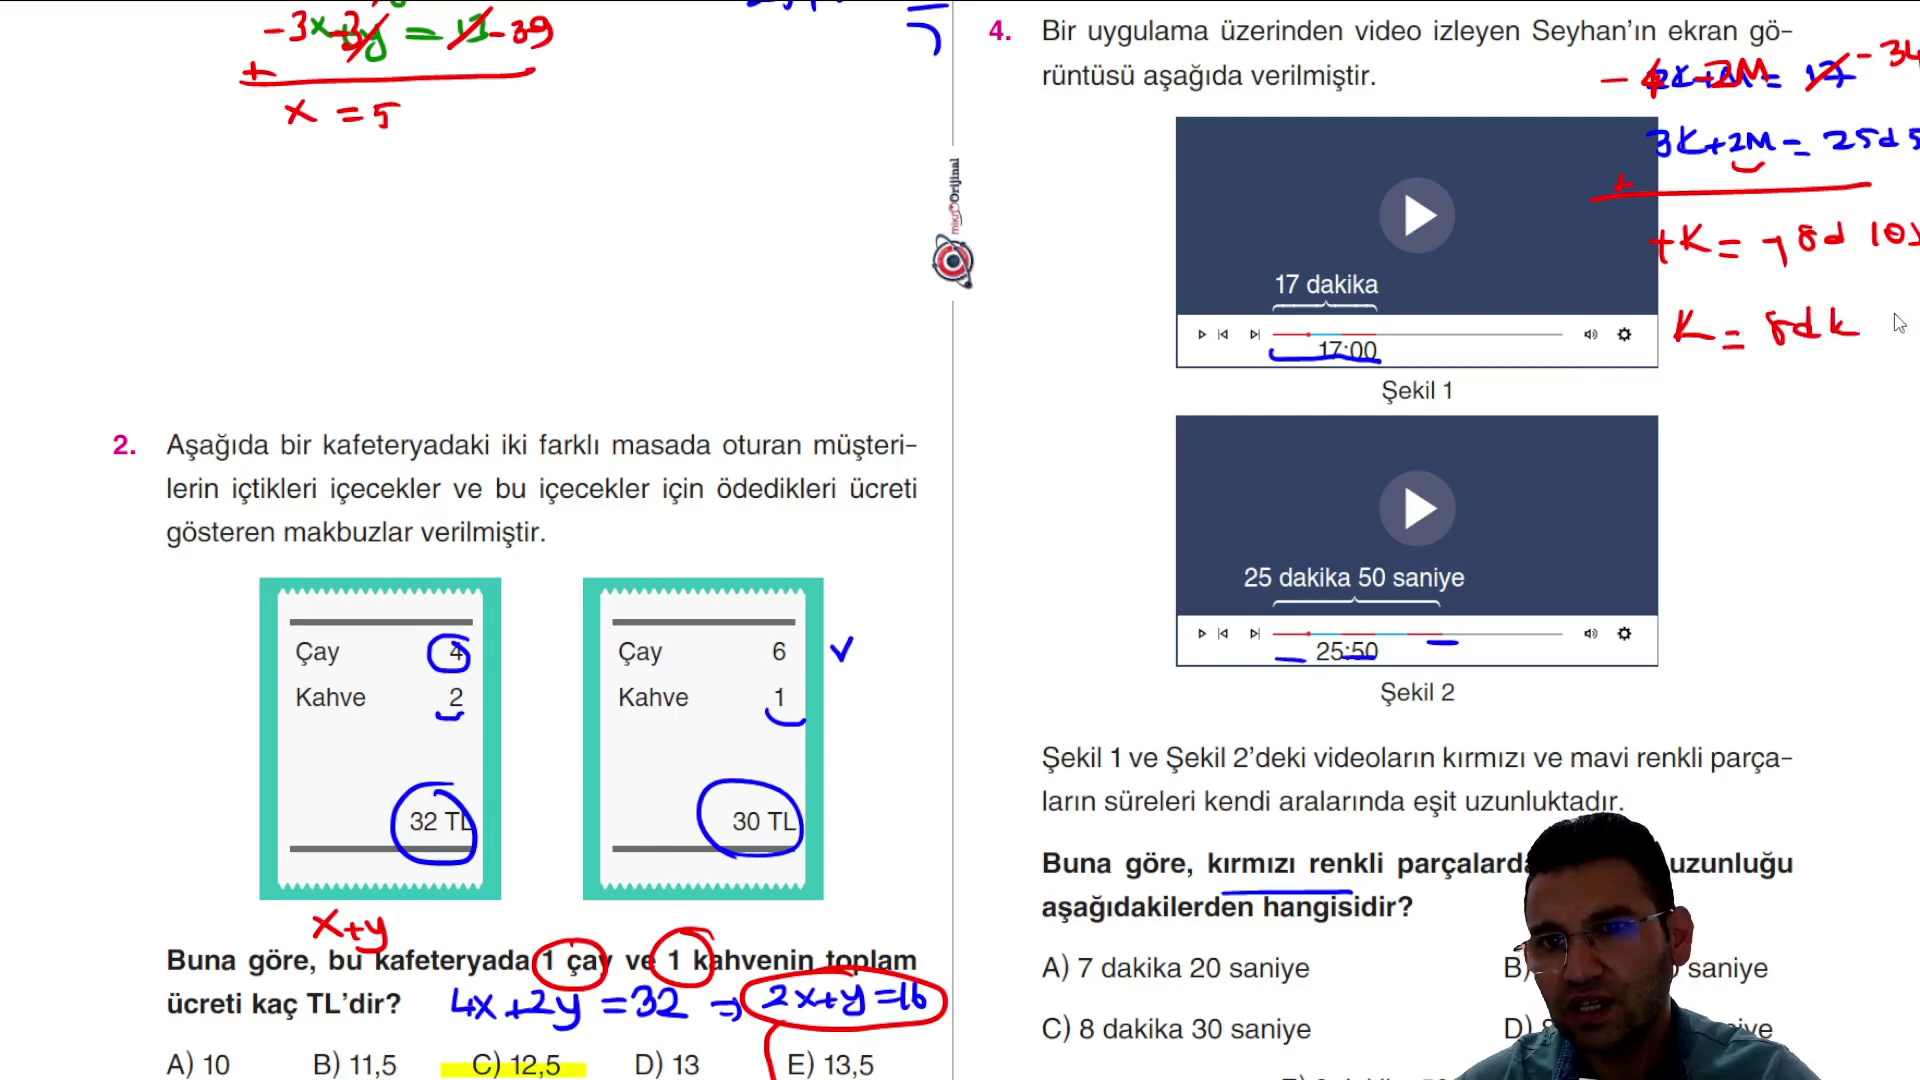 -3x-3y = 13 -39
+
x = 5
2. Aşağıda bir kafeteryadaki iki farklı masada oturan müşteri-
lerin içtikleri içecekler ve bu içecekler için ödedikleri ücreti
gösteren makbuzlar verilmiştir.
Çay 4
Kahve 2
32 TL
Çay 6
Kahve 1
30 TL
x+y
Buna göre, bu kafeteryada 1 çay ve 1 kahvenin toplam
ücreti kaç TL'dir?
4x+2y=32 ⇒ 2x+y=16
A) 10 B) 11,5 C) 12,5 D) 13 E) 13,5
mikro Orijinal
4. Bir uygulama üzerinden video izleyen Seyhan'ın ekran gö-
rüntüsü aşağıda verilmiştir.
17 dakika
17:00
Şekil 1
25 dakika 50 saniye
25:50
Şekil 2
3K+2M= 25d
K= 8dk
Şekil 1 ve Şekil 2'deki videoların kırmızı ve mavi renkli parça-
ların süreleri kendi aralarında eşit uzunluktadır.
Buna göre, kırmızı renkli uzunluğu
aşağıdakilerden hangisidir?
A) 7 dakika 20 saniye B) saniye
C) 8 dakika 30 saniye D)